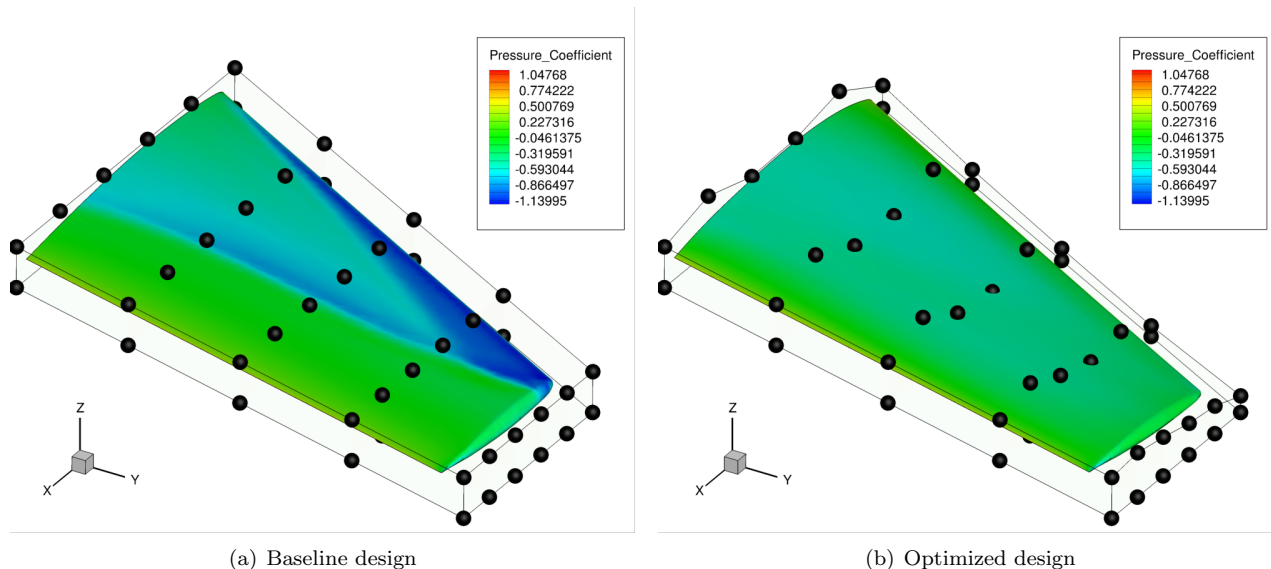 Pressure_Coefficient
1.04768
0.774222
0.500769
0.227316
-0.0461375
-0.319591
-0.593044
-0.866497
-1.13995
Z
X
Y
(a) Baseline design
Pressure_Coefficient
1.04768
0.774222
0.500769
0.227316
-0.0461375
-0.319591
-0.593044
-0.866497
-1.13995
Z
X
Y
(b) Optimized design